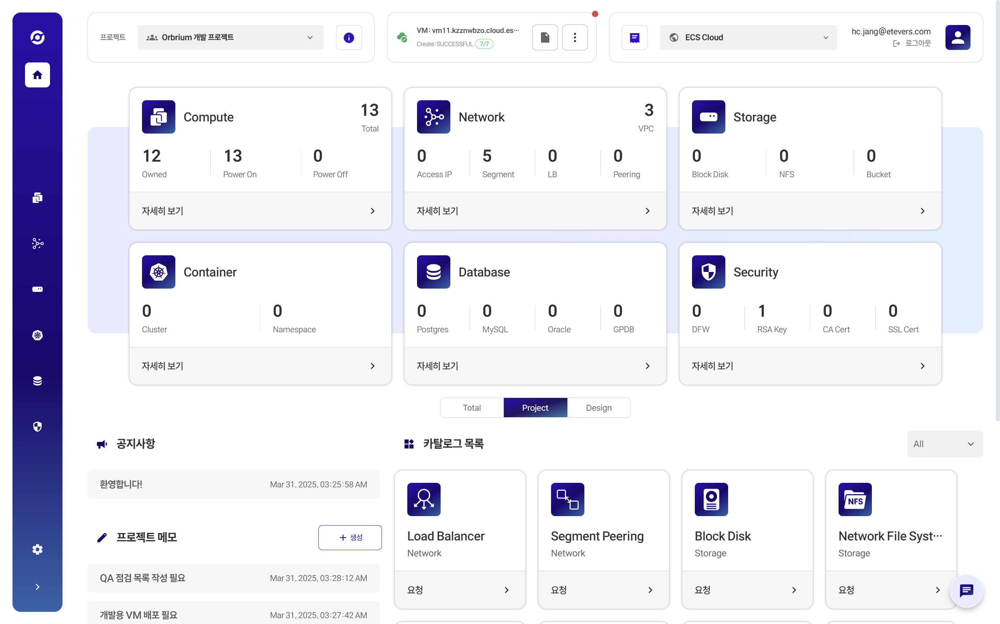 프로젝트
Orbrium 개발 프로젝트
VM: vm11.kzznwbzo.cloud.es···
Create:SUCCESSFUL 7/7
ECS Cloud
hc.jang@etevers.com
로그아웃
Compute
13
Total
12
Owned
13
Power On
0
Power Off
자세히 보기
Network
3
VPC
0
Access IP
5
Segment
0
LB
0
Peering
자세히 보기
Storage
0
Block Disk
0
NFS
0
Bucket
자세히 보기
Container
0
Cluster
0
Namespace
자세히 보기
Database
0
Postgres
0
MySQL
0
Oracle
0
GPDB
자세히 보기
Security
0
DFW
1
RSA Key
0
CA Cert
0
SSL Cert
자세히 보기
Total
Project
Design
공지사항
환영합니다!
Mar 31, 2025, 03:25:58 AM
프로젝트 메모
+ 생성
QA 점검 목록 작성 필요
Mar 31, 2025, 03:28:12 AM
개발용 VM 배포 필요
Mar 31, 2025, 03:27:42 AM
카탈로그 목록
All
Load Balancer
Network
요청
Segment Peering
Network
요청
Block Disk
Storage
요청
NFS
Network File Syst···
Storage
요청